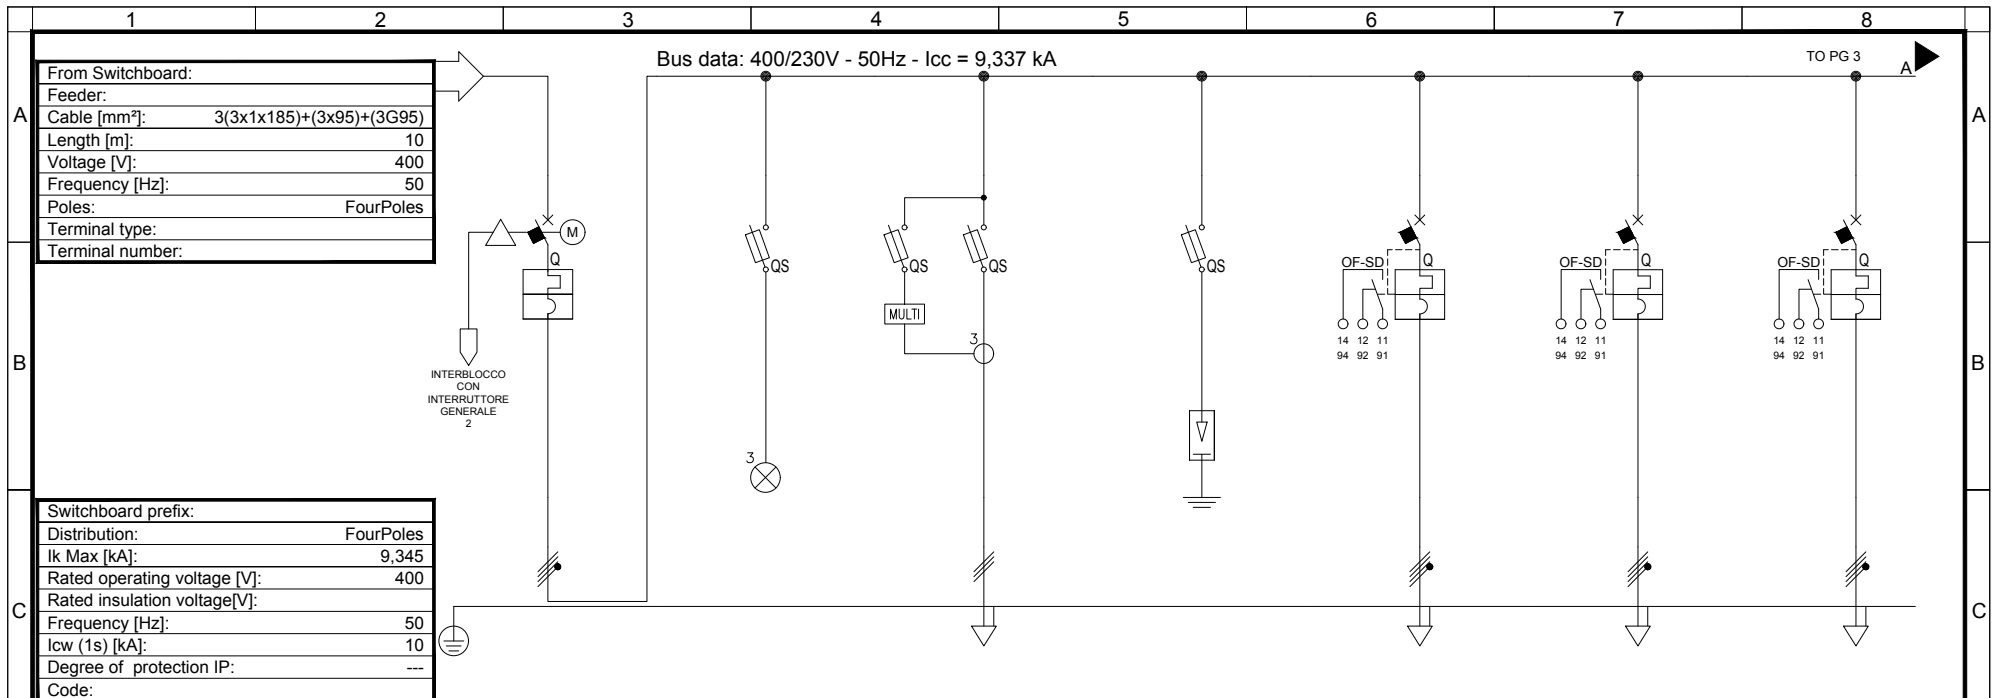 1 2 3 4 5 6 7 8
Bus data: 400/230V - 50Hz - Icc = 9,337 kA
TO PG 3
A
A
A
From Switchboard:
Feeder:
Cable [mm²]: 3(3x1x185)+(3x95)+(3G95)
Length [m]: 10
Voltage [V]: 400
Frequency [Hz]: 50
Poles: FourPoles
Terminal type:
Terminal number:
M
Q
QS
QS
QS
QS
OF-SD Q
OF-SD Q
OF-SD Q
MULTI
14 12 11
94 92 91
14 12 11
94 92 91
14 12 11
94 92 91
3
B
B
INTERBLOCCO
CON
INTERRUTTORE
GENERALE
2
3
Switchboard prefix:
Distribution: FourPoles
Ik Max [kA]: 9,345
Rated operating voltage [V]: 400
Rated insulation voltage[V]:
Frequency [Hz]: 50
Icw (1s) [kA]: 10
Degree of protection IP: ---
Code:
C
C